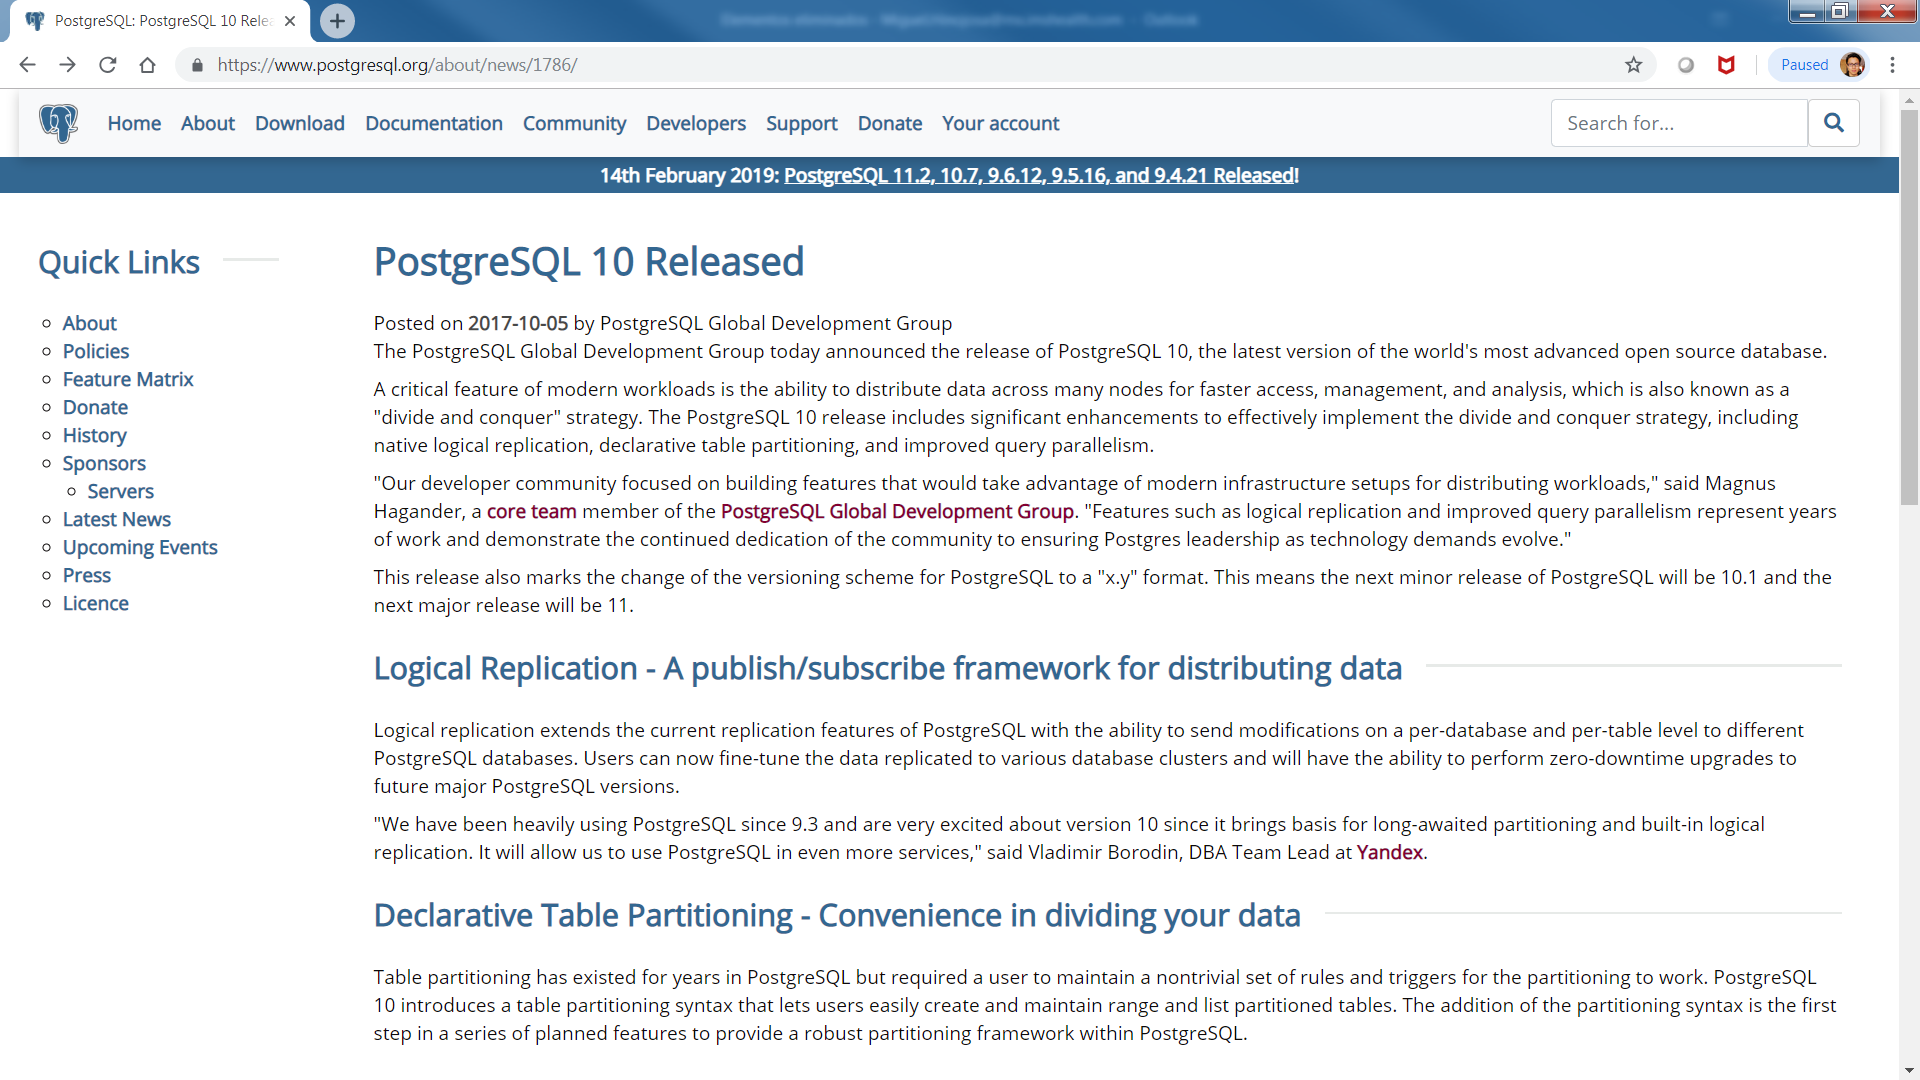 PostgreSQL: PostgreSQL 10 Relea
https://www.postgresql.org/about/news/1786/
Paused
Home About Download Documentation Community Developers Support Donate Your account
Search for...
14th February 2019: PostgreSQL 11.2, 10.7, 9.6.12, 9.5.16, and 9.4.21 Released!
Quick Links
About
Policies
Feature Matrix
Donate
History
Sponsors
Servers
Latest News
Upcoming Events
Press
Licence
PostgreSQL 10 Released
Posted on 2017-10-05 by PostgreSQL Global Development Group
The PostgreSQL Global Development Group today announced the release of PostgreSQL 10, the latest version of the world's most advanced open source database.
A critical feature of modern workloads is the ability to distribute data across many nodes for faster access, management, and analysis, which is also known as a
"divide and conquer" strategy. The PostgreSQL 10 release includes significant enhancements to effectively implement the divide and conquer strategy, including
native logical replication, declarative table partitioning, and improved query parallelism.
"Our developer community focused on building features that would take advantage of modern infrastructure setups for distributing workloads," said Magnus
Hagander, a core team member of the PostgreSQL Global Development Group. "Features such as logical replication and improved query parallelism represent years
of work and demonstrate the continued dedication of the community to ensuring Postgres leadership as technology demands evolve."
This release also marks the change of the versioning scheme for PostgreSQL to a "x.y" format. This means the next minor release of PostgreSQL will be 10.1 and the
next major release will be 11.
Logical Replication - A publish/subscribe framework for distributing data
Logical replication extends the current replication features of PostgreSQL with the ability to send modifications on a per-database and per-table level to different
PostgreSQL databases. Users can now fine-tune the data replicated to various database clusters and will have the ability to perform zero-downtime upgrades to
future major PostgreSQL versions.
"We have been heavily using PostgreSQL since 9.3 and are very excited about version 10 since it brings basis for long-awaited partitioning and built-in logical
replication. It will allow us to use PostgreSQL in even more services," said Vladimir Borodin, DBA Team Lead at Yandex.
Declarative Table Partitioning - Convenience in dividing your data
Table partitioning has existed for years in PostgreSQL but required a user to maintain a nontrivial set of rules and triggers for the partitioning to work. PostgreSQL
10 introduces a table partitioning syntax that lets users easily create and maintain range and list partitioned tables. The addition of the partitioning syntax is the first
step in a series of planned features to provide a robust partitioning framework within PostgreSQL.